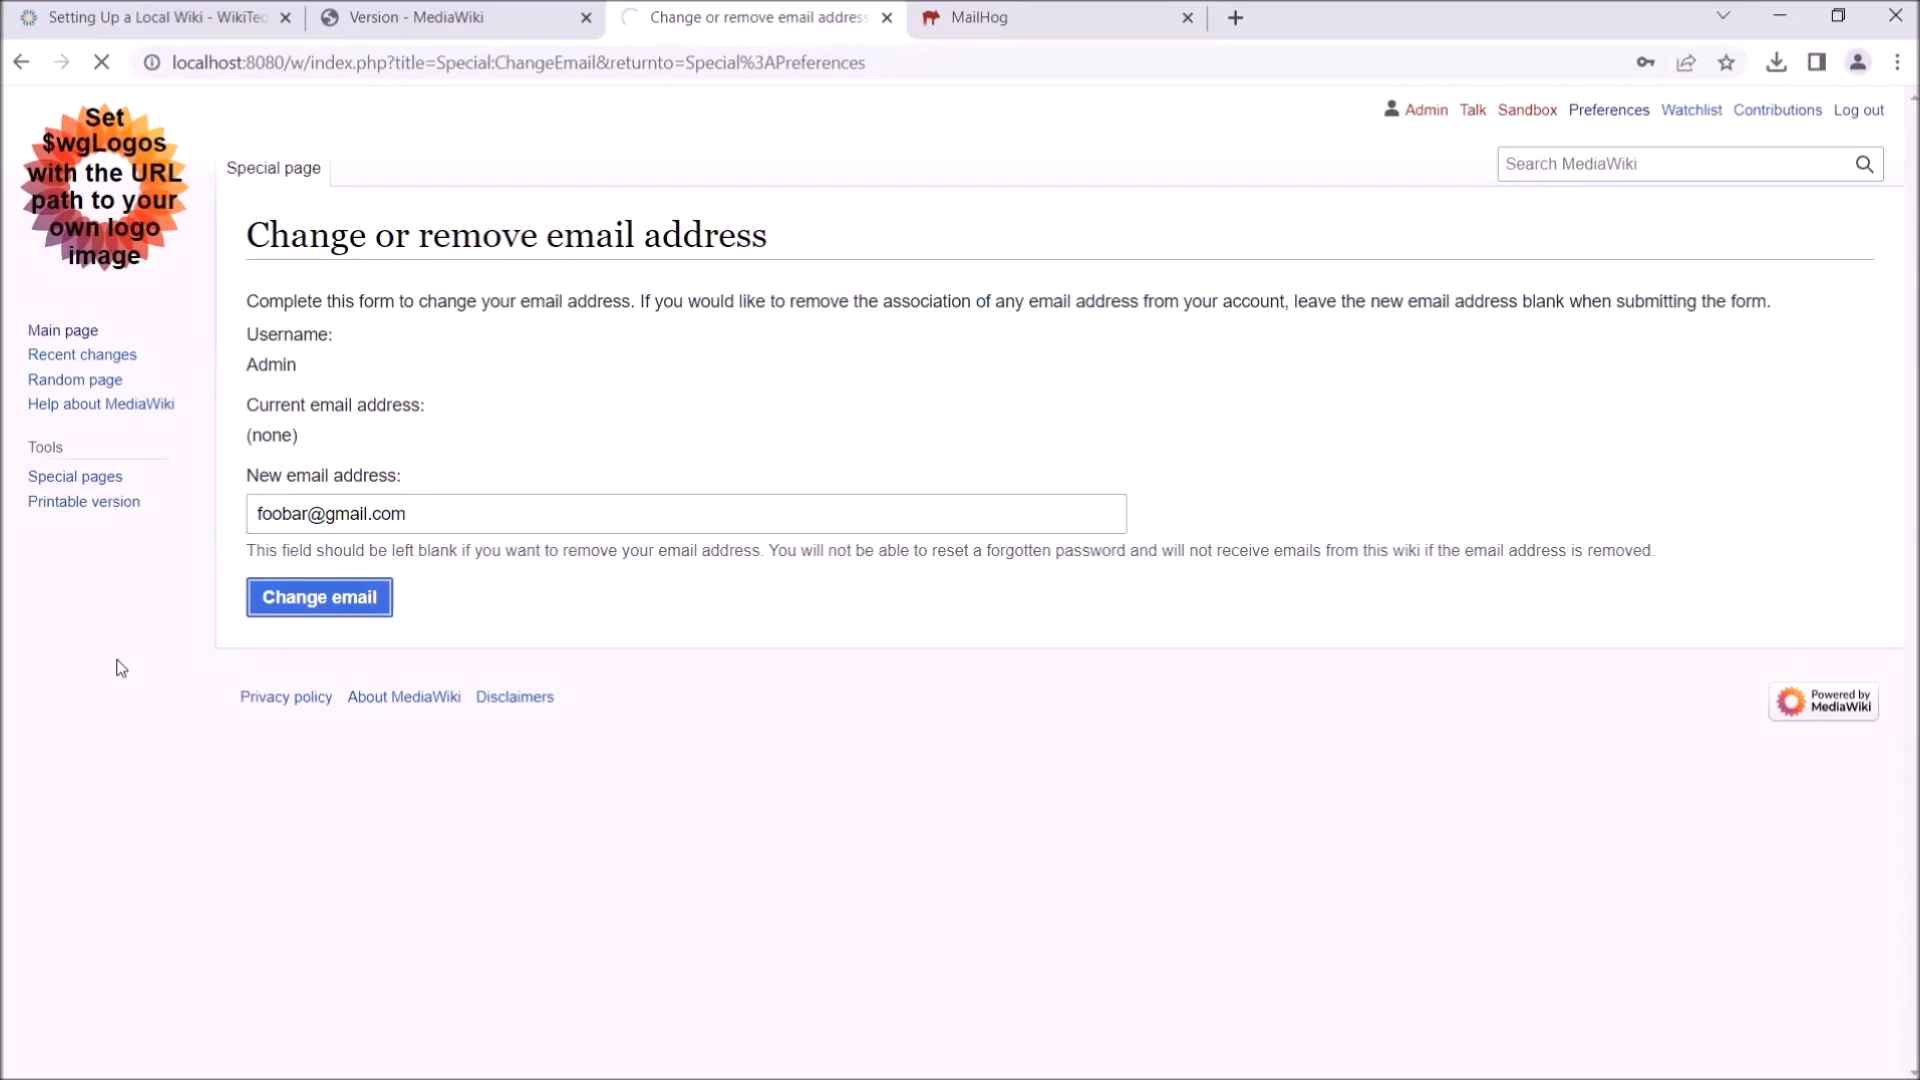 Setting Up a Local Wiki - WikiTec
Version - MediaWiki
Change or remove email address
MailHog
localhost:8080/w/index.php?title=Special:ChangeEmail&returnto=Special%3APreferences
Set
$wgLogos
with the URL
path to your
own logo
image
Admin Talk Sandbox Preferences Watchlist Contributions Log out
Special page
Search MediaWiki
Change or remove email address
Complete this form to change your email address. If you would like to remove the association of any email address from your account, leave the new email address blank when submitting the form.
Username:
Admin
Current email address:
(none)
New email address:
foobar@gmail.com
This field should be left blank if you want to remove your email address. You will not be able to reset a forgotten password and will not receive emails from this wiki if the email address is removed.
Change email
Main page
Recent changes
Random page
Help about MediaWiki
Tools
Special pages
Printable version
Privacy policy About MediaWiki Disclaimers
Powered by
MediaWiki